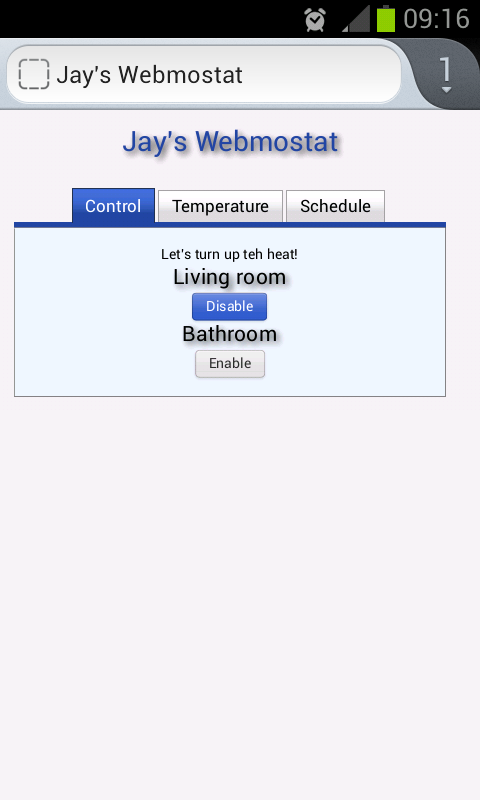 09:16
Jay's Webmostat
1
Jay's Webmostat
Control Temperature Schedule
Let's turn up teh heat!
Living room
Disable
Bathroom
Enable